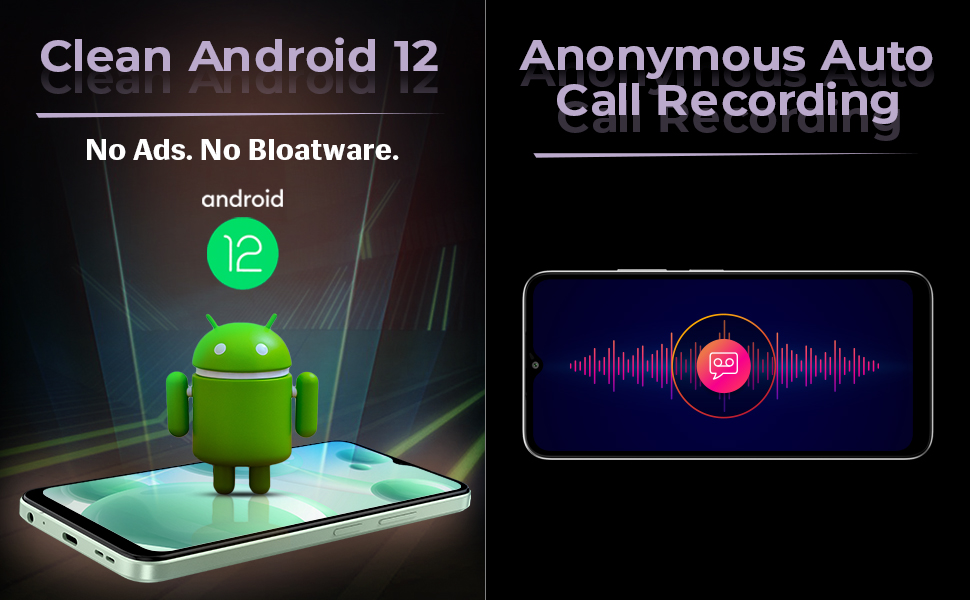 Clean Android 12
No Ads. No Bloatware.
android
12
Anonymous Auto
Call Recording